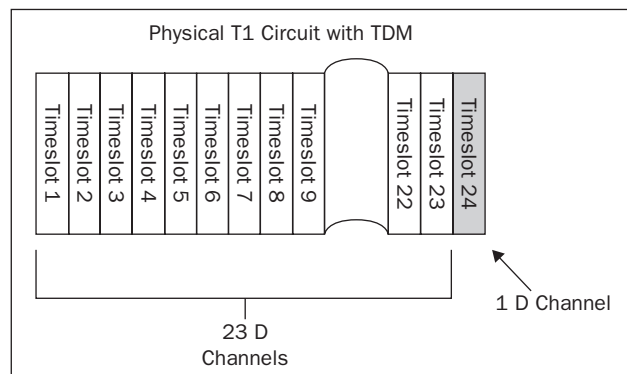 Physical T1 Circuit with TDM
Timeslot 1
Timeslot 2
Timeslot 3
Timeslot 4
Timeslot 5
Timeslot 6
Timeslot 7
Timeslot 8
Timeslot 9
Timeslot 22
Timeslot 23
Timeslot 24
1 D Channel
23 D
Channels